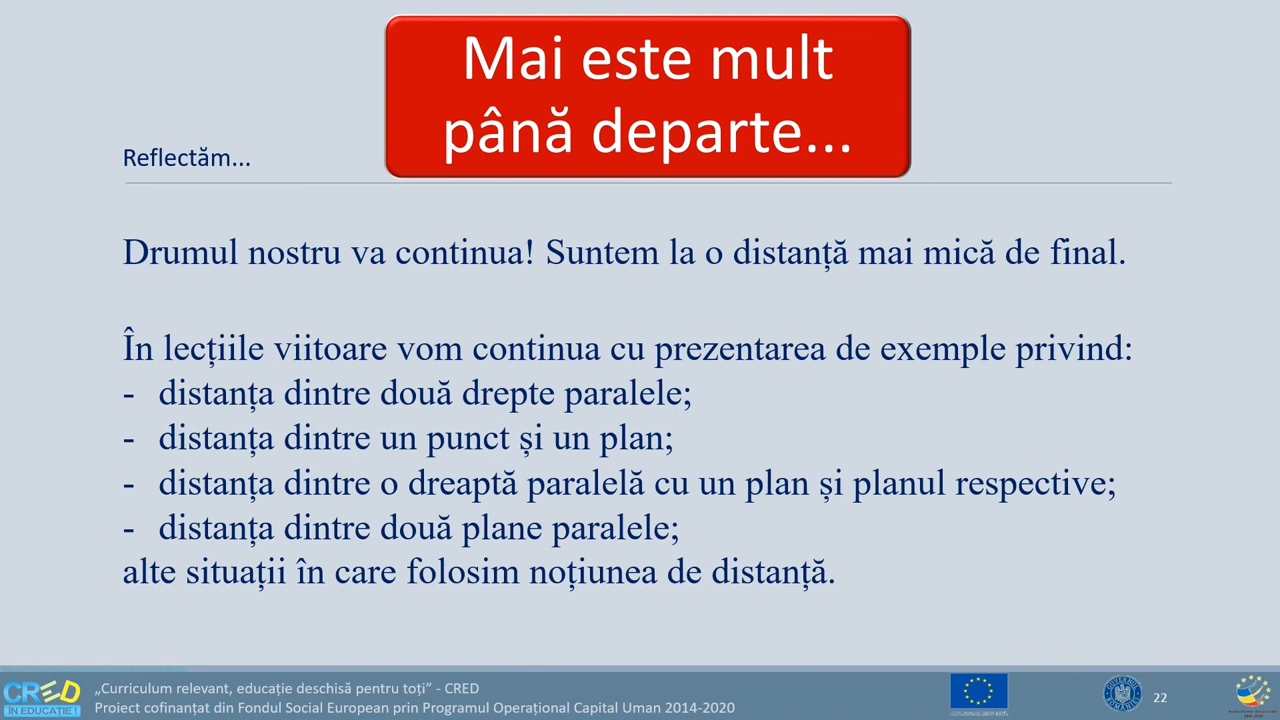 Mai este mult
până departe...
Reflectăm...
Drumul nostru va continua! Suntem la o distanță mai mică de final.
În lecțiile viitoare vom continua cu prezentarea de exemple privind:
- distanța dintre două drepte paralele;
- distanța dintre un punct și un plan;
- distanța dintre o dreaptă paralelă cu un plan și planul respective;
- distanța dintre două plane paralele;
alte situații în care folosim noțiunea de distanță.
CRED
ÎN EDUCAȚIE !
„Curriculum relevant, educație deschisă pentru toți” - CRED
Proiect cofinanțat din Fondul Social European prin Programul Operațional Capital Uman 2014-2020
22